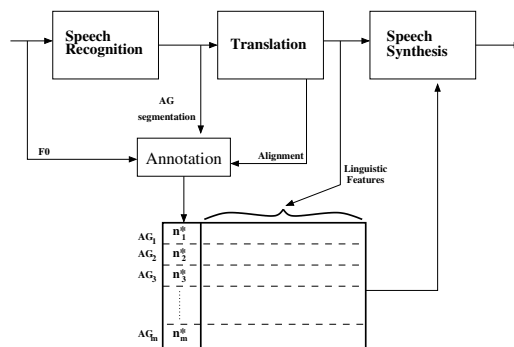 Speech
Recognition
Translation
Speech
Synthesis
AG
segmentation
F0
Annotation
Alignment
Linguistic
Features
AG1 n*1
AG2 n*2
AG3 n*3
AGm n*m